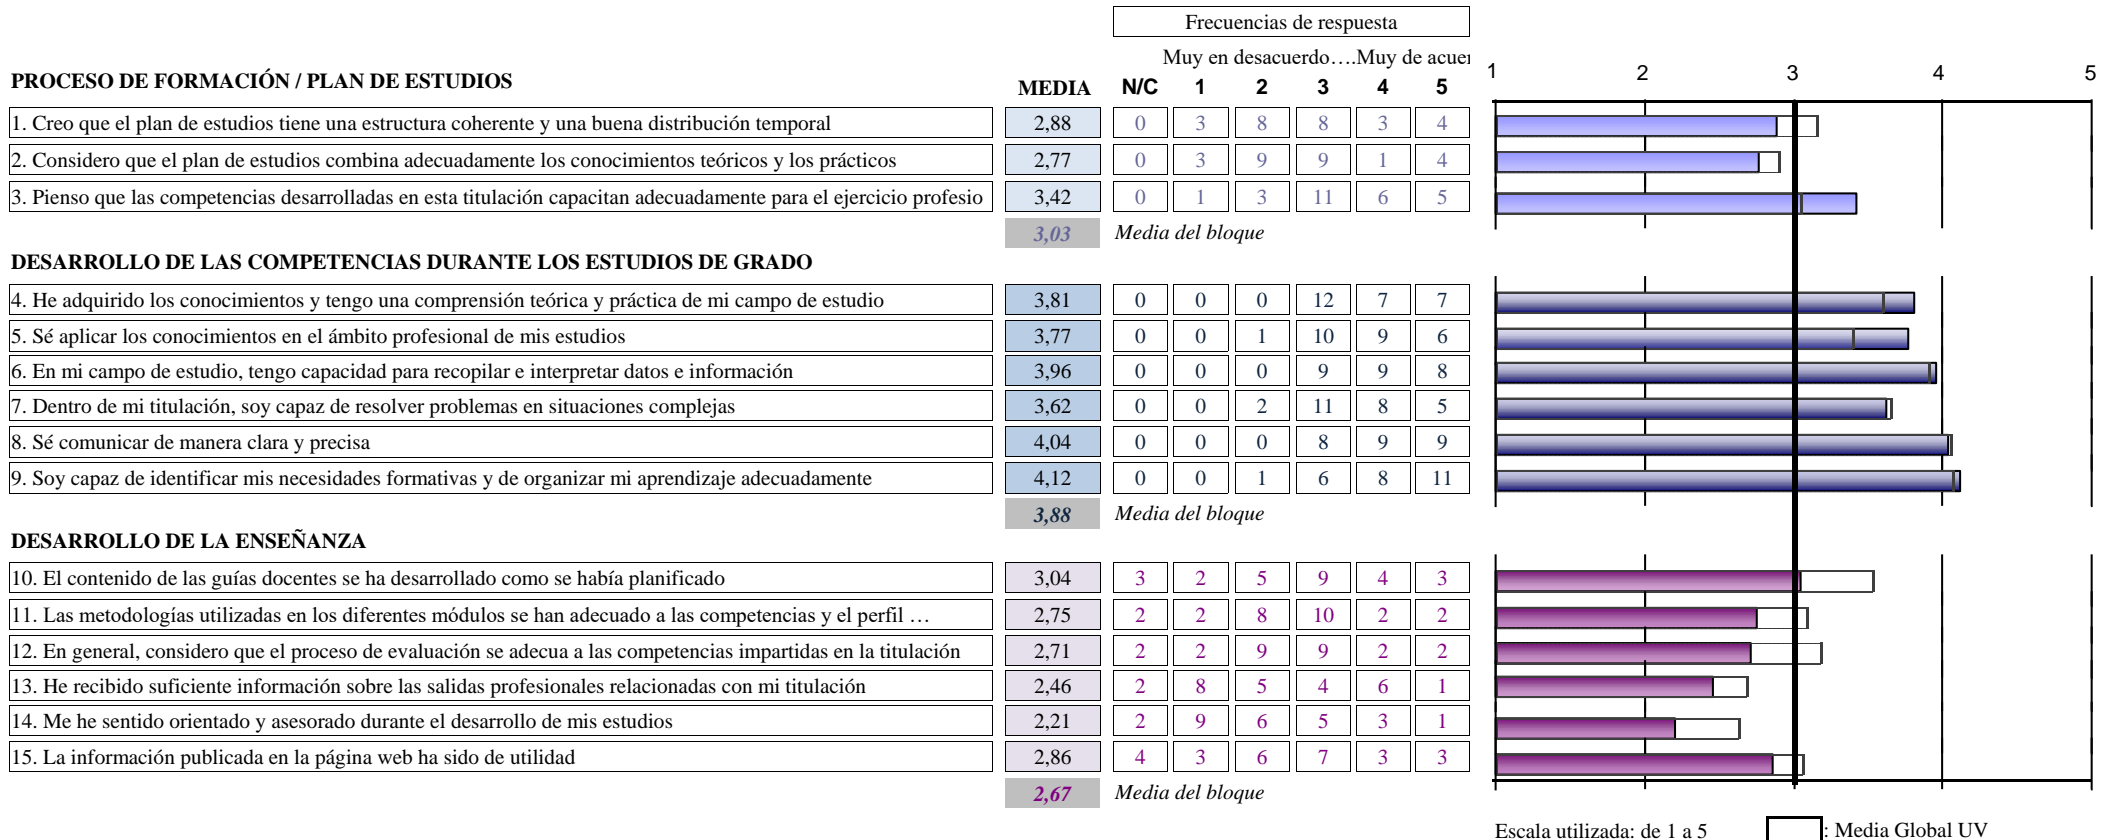 Frecuencias de respuesta
Muy en desacuerdo….Muy de acuer
PROCESO DE FORMACIÓN / PLAN DE ESTUDIOS MEDIA N/C 1 2 3 4 5 1 2 3 4 5
1. Creo que el plan de estudios tiene una estructura coherente y una buena distribución temporal 2,88 0 3 8 8 3 4
2. Considero que el plan de estudios combina adecuadamente los conocimientos teóricos y los prácticos 2,77 0 3 9 9 1 4
3. Pienso que las competencias desarrolladas en esta titulación capacitan adecuadamente para el ejercicio profesio 3,42 0 1 3 11 6 5
3,03 Media del bloque
DESARROLLO DE LAS COMPETENCIAS DURANTE LOS ESTUDIOS DE GRADO
4. He adquirido los conocimientos y tengo una comprensión teórica y práctica de mi campo de estudio 3,81 0 0 0 12 7 7
5. Sé aplicar los conocimientos en el ámbito profesional de mis estudios 3,77 0 0 1 10 9 6
6. En mi campo de estudio, tengo capacidad para recopilar e interpretar datos e información 3,96 0 0 0 9 9 8
7. Dentro de mi titulación, soy capaz de resolver problemas en situaciones complejas 3,62 0 0 2 11 8 5
8. Sé comunicar de manera clara y precisa 4,04 0 0 0 8 9 9
9. Soy capaz de identificar mis necesidades formativas y de organizar mi aprendizaje adecuadamente 4,12 0 0 1 6 8 11
3,88 Media del bloque
DESARROLLO DE LA ENSEÑANZA
10. El contenido de las guías docentes se ha desarrollado como se había planificado 3,04 3 2 5 9 4 3
11. Las metodologías utilizadas en los diferentes módulos se han adecuado a las competencias y el perfil … 2,75 2 2 8 10 2 2
12. En general, considero que el proceso de evaluación se adecua a las competencias impartidas en la titulación 2,71 2 2 9 9 2 2
13. He recibido suficiente información sobre las salidas profesionales relacionadas con mi titulación 2,46 2 8 5 4 6 1
14. Me he sentido orientado y asesorado durante el desarrollo de mis estudios 2,21 2 9 6 5 3 1
15. La información publicada en la página web ha sido de utilidad 2,86 4 3 6 7 3 3
2,67 Media del bloque
Escala utilizada: de 1 a 5 : Media Global UV